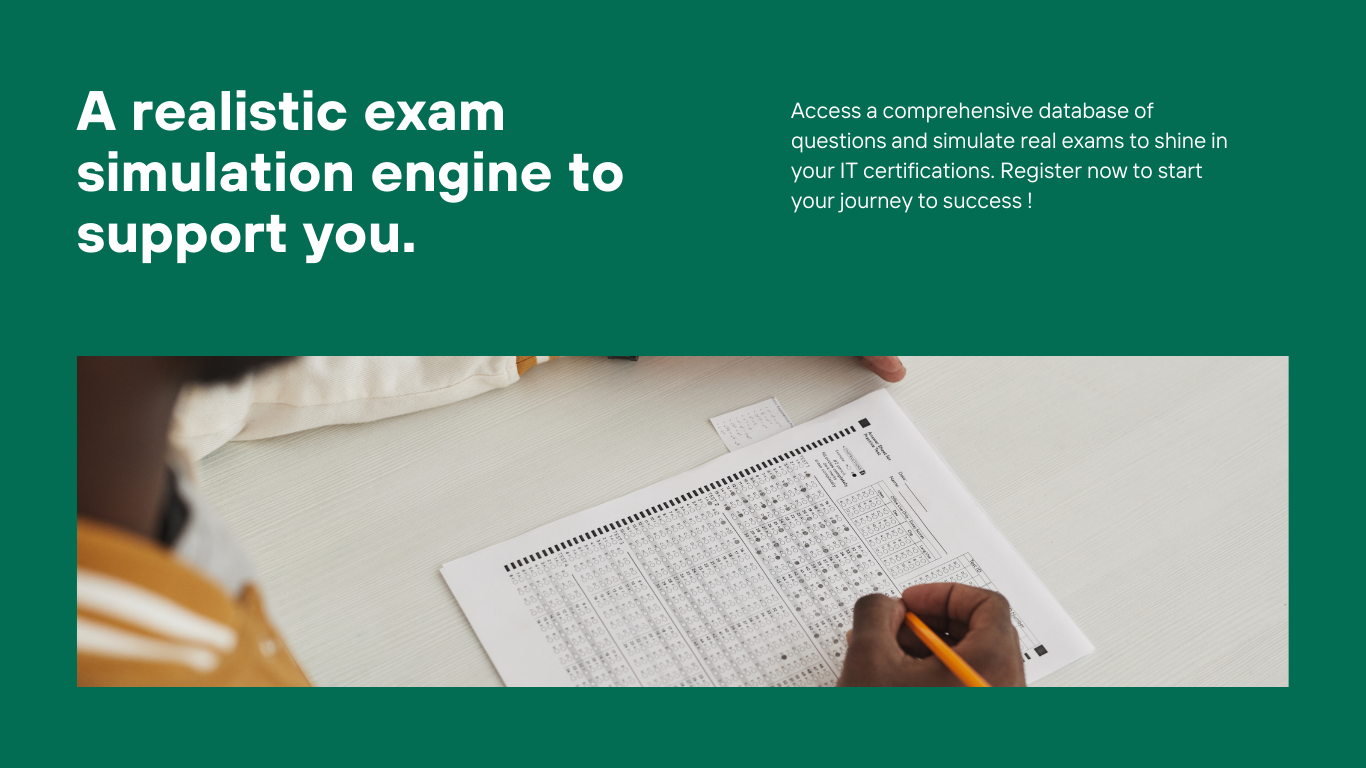 A realistic exam
simulation engine to
support you.
Access a comprehensive database of
questions and simulate real exams to shine in
your IT certifications. Register now to start
your journey to success !